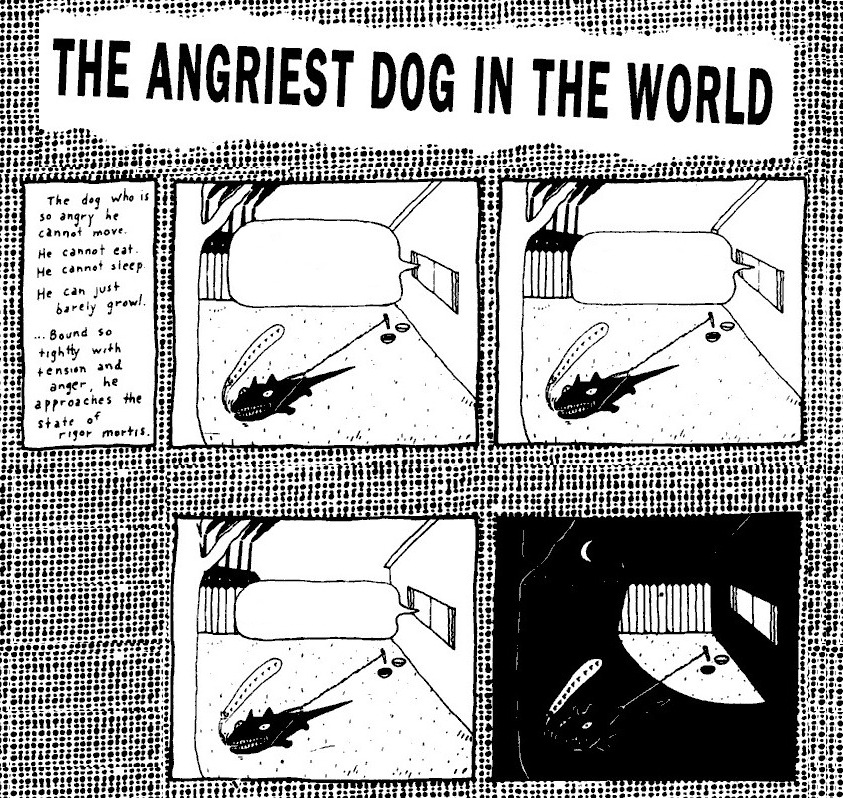 THE ANGRIEST DOG IN THE WORLD
The dog who is
so angry he
cannot move.
He cannot eat.
He cannot sleep.
He can just
barely growl.
...Bound so
tightly with
tension and
anger, he
approaches the
state of
rigor mortis.